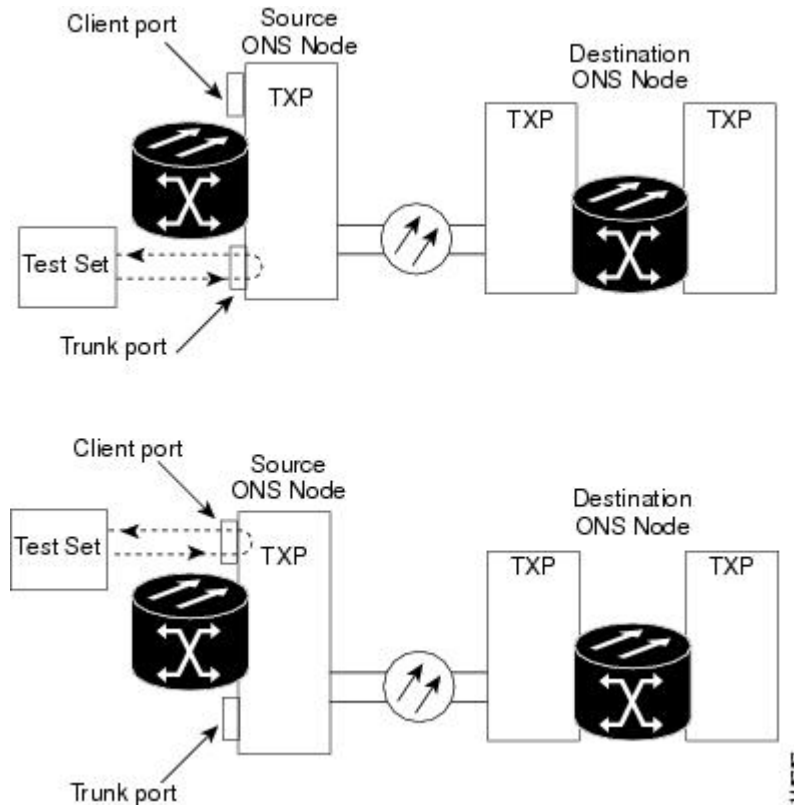 Client port
Source
ONS Node
Destination
ONS Node
TXP
TXP
TXP
Test Set
Trunk port
Client port
Source
ONS Node
Destination
ONS Node
Test Set
TXP
TXP
TXP
Trunk port